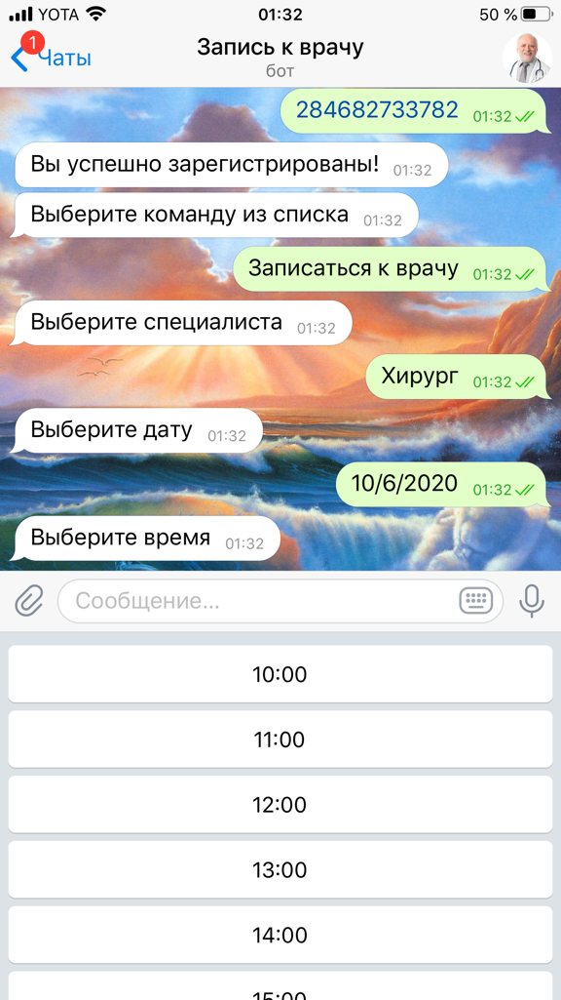 YOTA 01:32 50 %
1
Чаты
Запись к врачу
бот
284682733782 01:32
Вы успешно зарегистрированы! 01:32
Выберите команду из списка 01:32
Записаться к врачу 01:32
Выберите специалиста 01:32
Хирург 01:32
Выберите дату 01:32
10/6/2020 01:32
Выберите время 01:32
Сообщение...
10:00
11:00
12:00
13:00
14:00
15:00